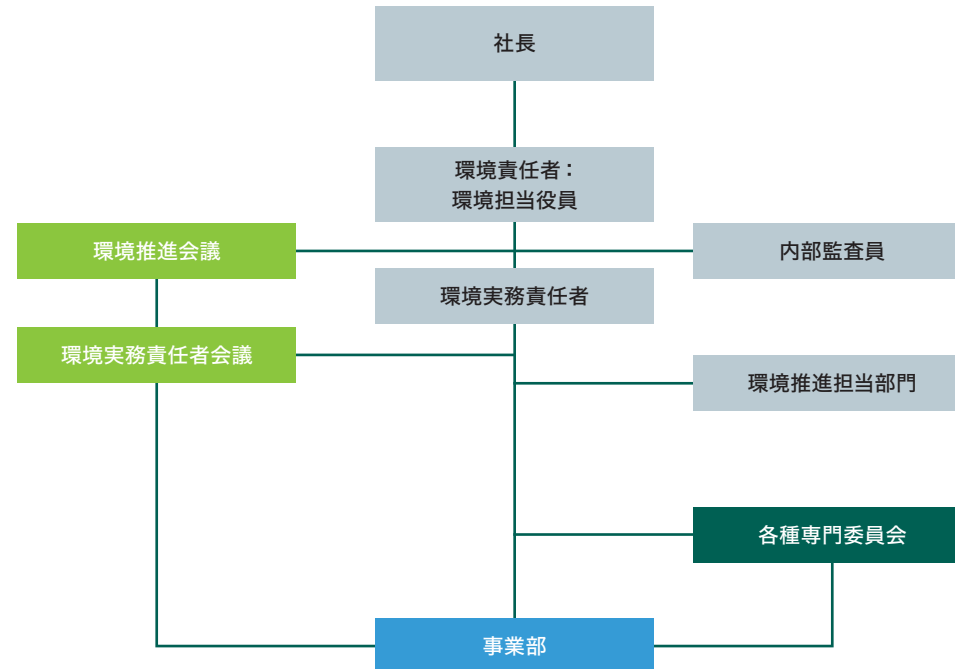 社長
環境責任者：
環境担当役員
環境推進会議
内部監査員
環境実務責任者
環境実務責任者会議
環境推進担当部門
各種専門委員会
事業部